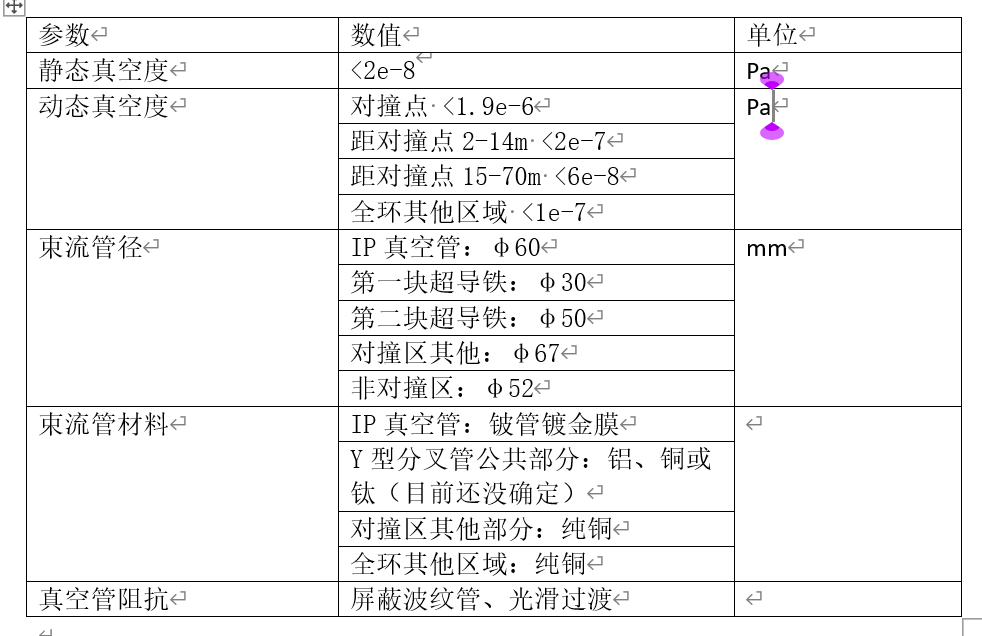 参数 数值 单位
静态真空度 <2e-8 Pa
动态真空度 对撞点 <1.9e-6 Pa
距对撞点 2-14m <2e-7
距对撞点 15-70m <6e-8
全环其他区域 <1e-7
束流管径 IP 真空管：φ60 mm
第一块超导铁：φ30
第二块超导铁：φ50
对撞区其他：φ67
非对撞区：φ52
束流管材料 IP 真空管：铍管镀金膜
Y 型分叉管公共部分：铝、铜或
钛（目前还没确定）
对撞区其他部分：纯铜
全环其他区域：纯铜
真空管阻抗 屏蔽波纹管、光滑过渡